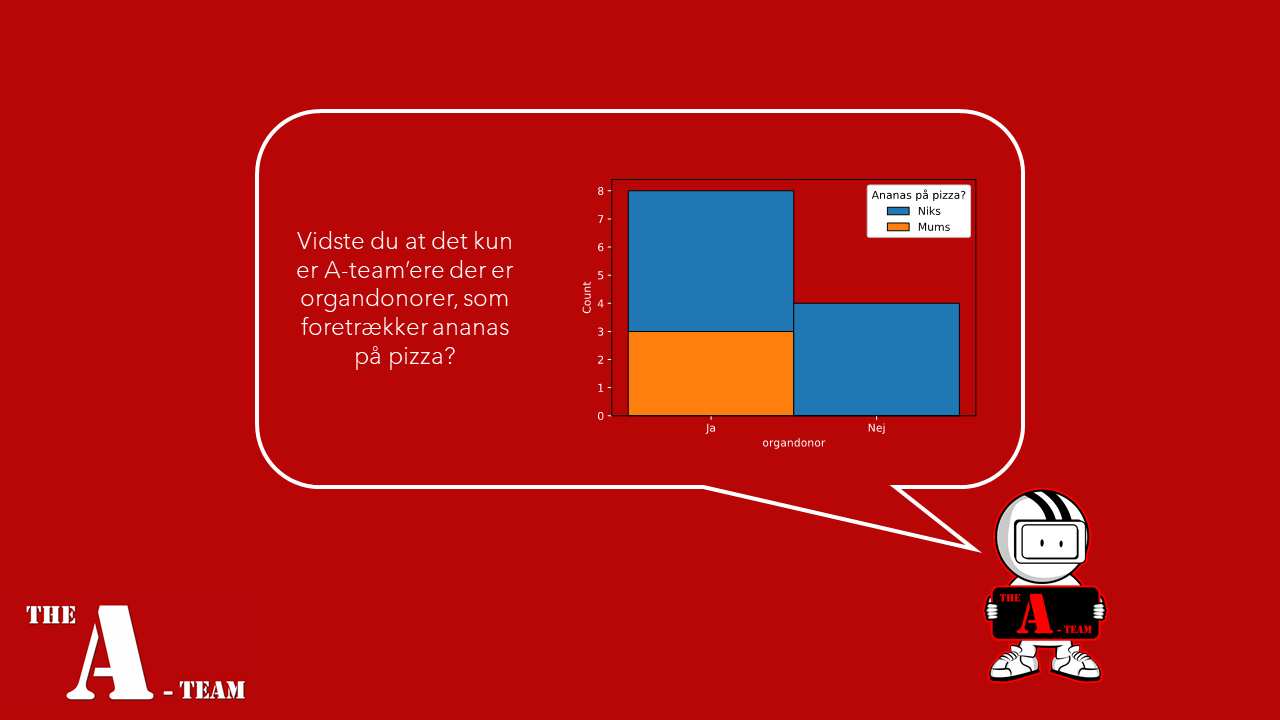 Vidste du at det kun
er A-team’ere der er
organdonorer, som
foretrækker ananas
på pizza?
Ananas på pizza?
Niks
Mums
8
7
6
5
4
3
2
1
0
Count
Ja
Nej
organdonor
THE
A
- TEAM
THE
A
- TEAM